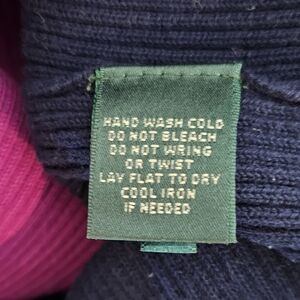 HAND WASH COLD
DO NOT BLEACH
DO NOT WRING
OR TWIST
LAY FLAT TO DRY
COOL IRON
IF NEEDED